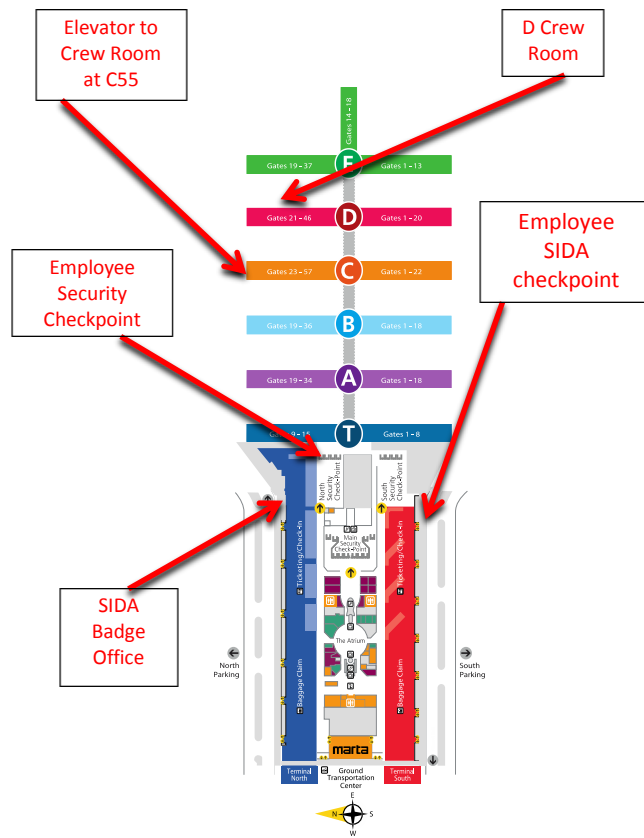 Elevator to
Crew Room
at C55
D Crew
Room
Gates 14 – 18
Gates 19 – 37
E
Gates 1 – 13
Gates 21 – 46
D
Gates 1 – 20
Employee
SIDA
checkpoint
Employee
Security
Checkpoint
Gates 23 – 57
C
Gates 1 – 22
Gates 19 – 36
B
Gates 1 – 18
Gates 19 – 34
A
Gates 1 – 18
T
Gates 1 – 8
North
Security
Check-Point
South
Security
Check-Point
Main
Security
Check-Point
Ticketing/Check-In
Ticketing/Check-In
SIDA
Badge
Office
The Atrium
North
Parking
South
Parking
Baggage Claim
Baggage Claim
marta
Terminal
North
Ground
Transportation
Center
Terminal
South
E
N
S
W